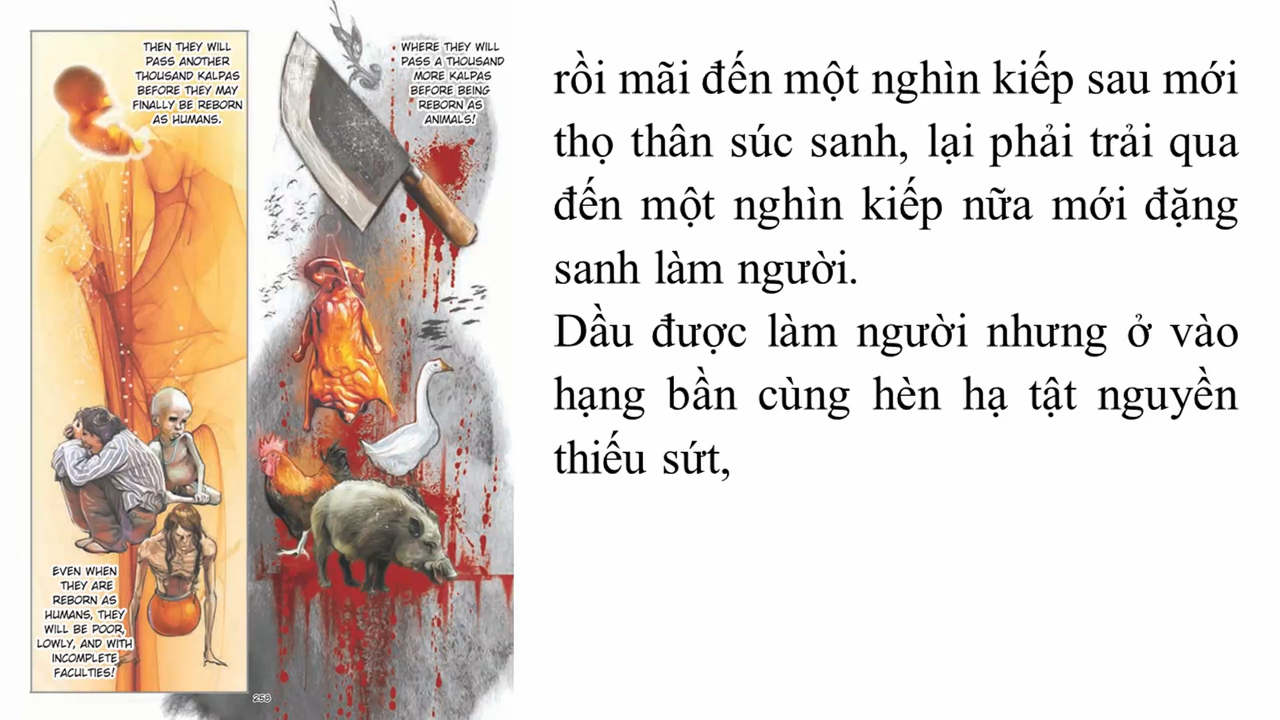 THEN THEY WILL
PASS ANOTHER
THOUSAND KALPAS
BEFORE THEY MAY
FINALLY BE REBORN
AS HUMANS.
EVEN WHEN
THEY ARE
REBORN AS
HUMANS, THEY
WILL BE POOR,
LOWLY, AND WITH
INCOMPLETE
FACULTIES!
WHERE THEY WILL
PASS A THOUSAND
MORE KALPAS
BEFORE BEING
REBORN AS
ANIMALS!
258
rồi mãi đến một nghìn kiếp sau mới
thọ thân súc sanh, lại phải trải qua
đến một nghìn kiếp nữa mới đặng
sanh làm người.
Dầu được làm người nhưng ở vào
hạng bần cùng hèn hạ tật nguyền
thiếu sứt,